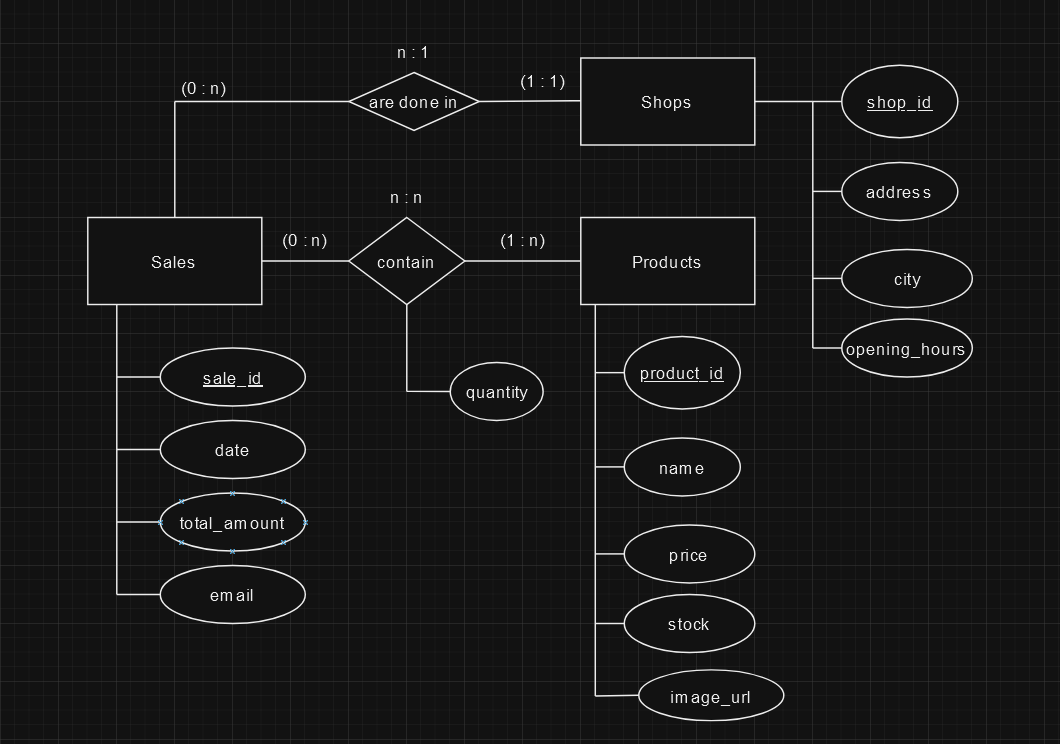 n : 1
(0 : n)
are done in
(1 : 1)
Shops
shop_id
address
city
opening_hours
n : n
Sales
(0 : n)
contain
(1 : n)
Products
sale_id
date
total_amount
email
quantity
product_id
name
price
stock
image_url